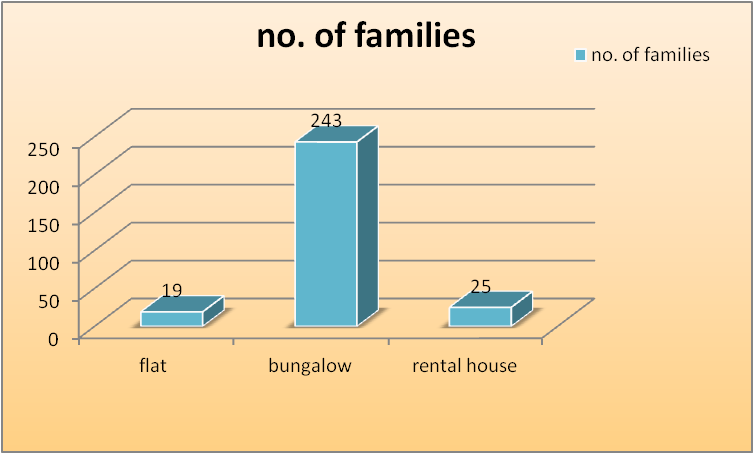 no. of families
no. of families
243
250
200
150
100
50
0
19
25
flat
bungalow
rental house